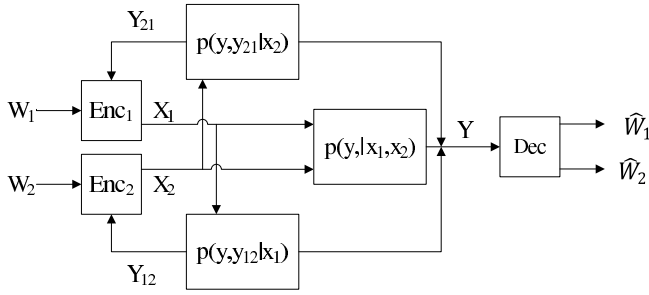 Y21
p(y,y21|x2)
W1
Enc1
X1
p(y,|x1,x2)
Y
Dec
Ŵ1
W2
Enc2
X2
Ŵ2
p(y,y12|x1)
Y12